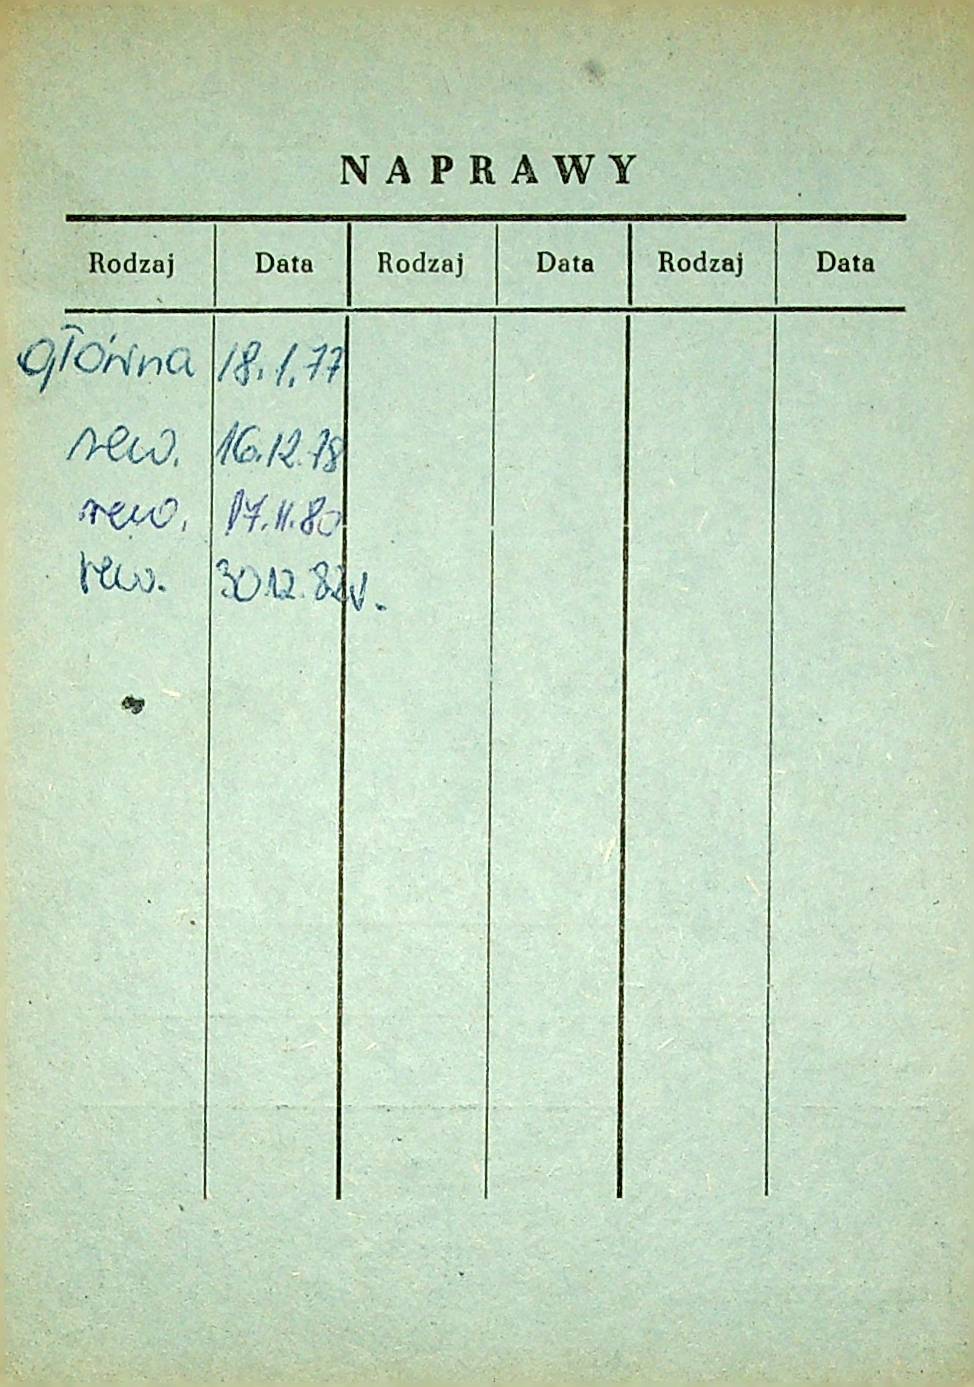 NAPRAWY
Rodzaj Data Rodzaj Data Rodzaj Data
główna 18.1.77
rew. 16.12.78
rew. 17.11.80
rew. 30.12.82r.